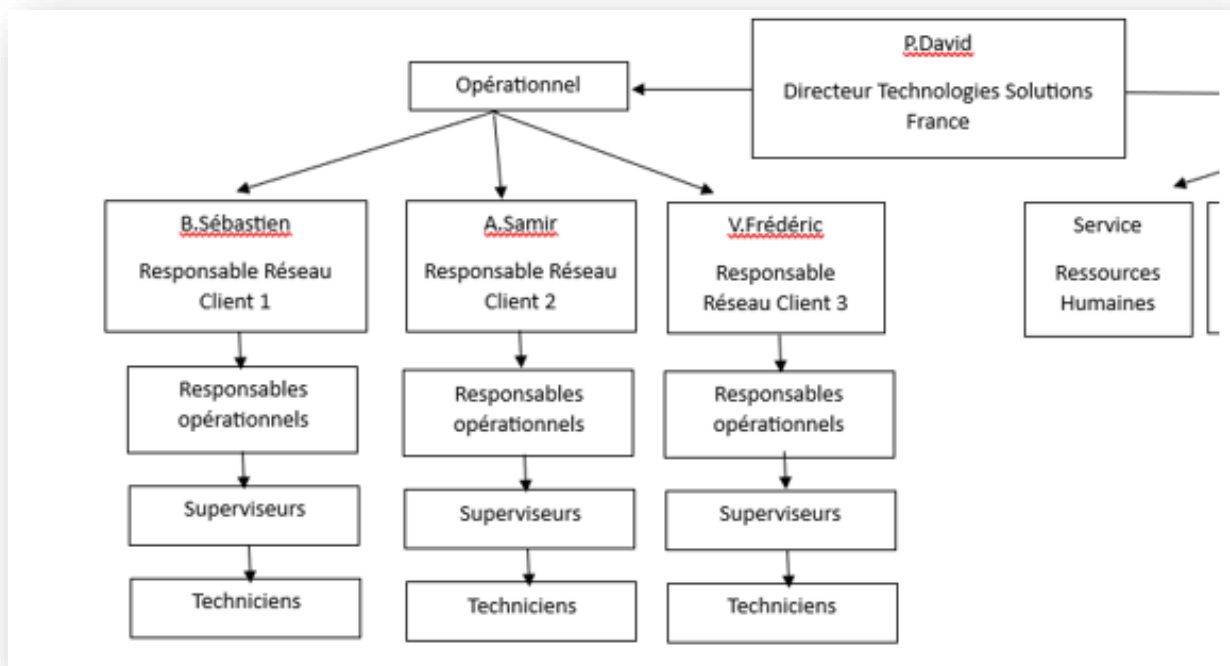 P.David
Directeur Technologies Solutions
France
Opérationnel
B.Sébastien
Responsable Réseau
Client 1
A.Samir
Responsable Réseau
Client 2
V.Frédéric
Responsable
Réseau Client 3
Service
Ressources
Humaines
Responsables
opérationnels
Responsables
opérationnels
Responsables
opérationnels
Superviseurs
Superviseurs
Superviseurs
Techniciens
Techniciens
Techniciens